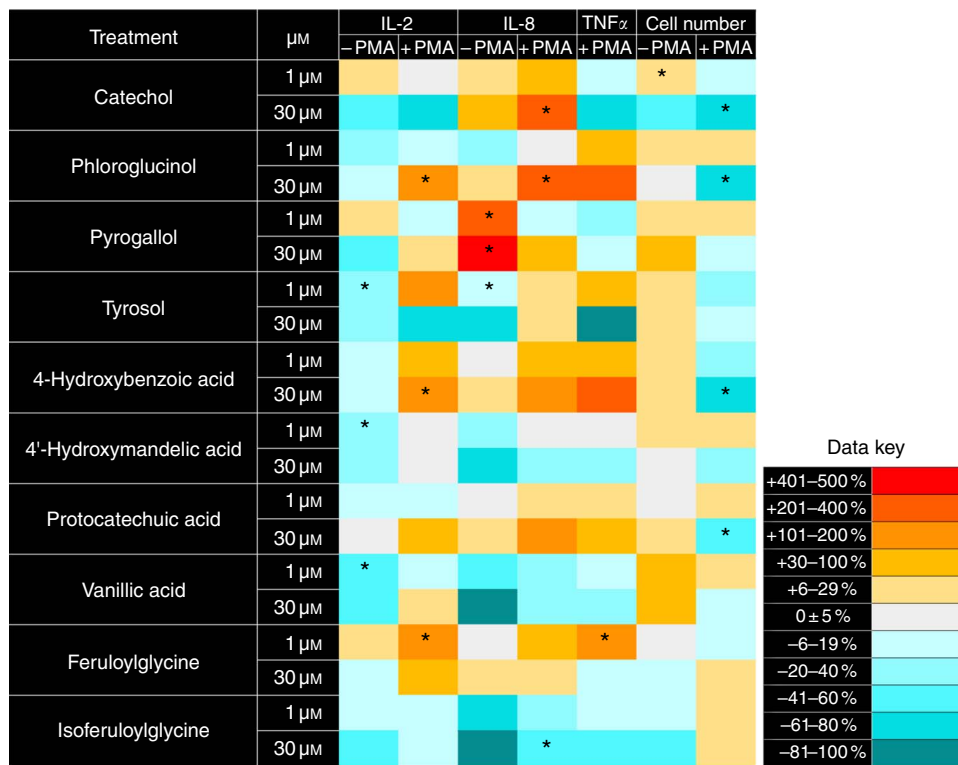 Treatment μM IL-2 IL-8 TNFα Cell number
– PMA + PMA – PMA + PMA + PMA – PMA + PMA
Catechol
1 μM *
30 μM * *
Phloroglucinol
1 μM
30 μM * * *
Pyrogallol
1 μM *
30 μM *
Tyrosol
1 μM * *
30 μM
4-Hydroxybenzoic acid
1 μM
30 μM * *
4'-Hydroxymandelic acid
1 μM *
30 μM
Protocatechuic acid
1 μM
30 μM *
Vanillic acid
1 μM *
30 μM
Feruloylglycine
1 μM * *
30 μM
Isoferuloylglycine
1 μM
30 μM *
Data key
+401–500 %
+201–400 %
+101–200 %
+30–100 %
+6–29 %
0 ± 5 %
–6–19 %
–20–40 %
–41–60 %
–61–80 %
–81–100 %